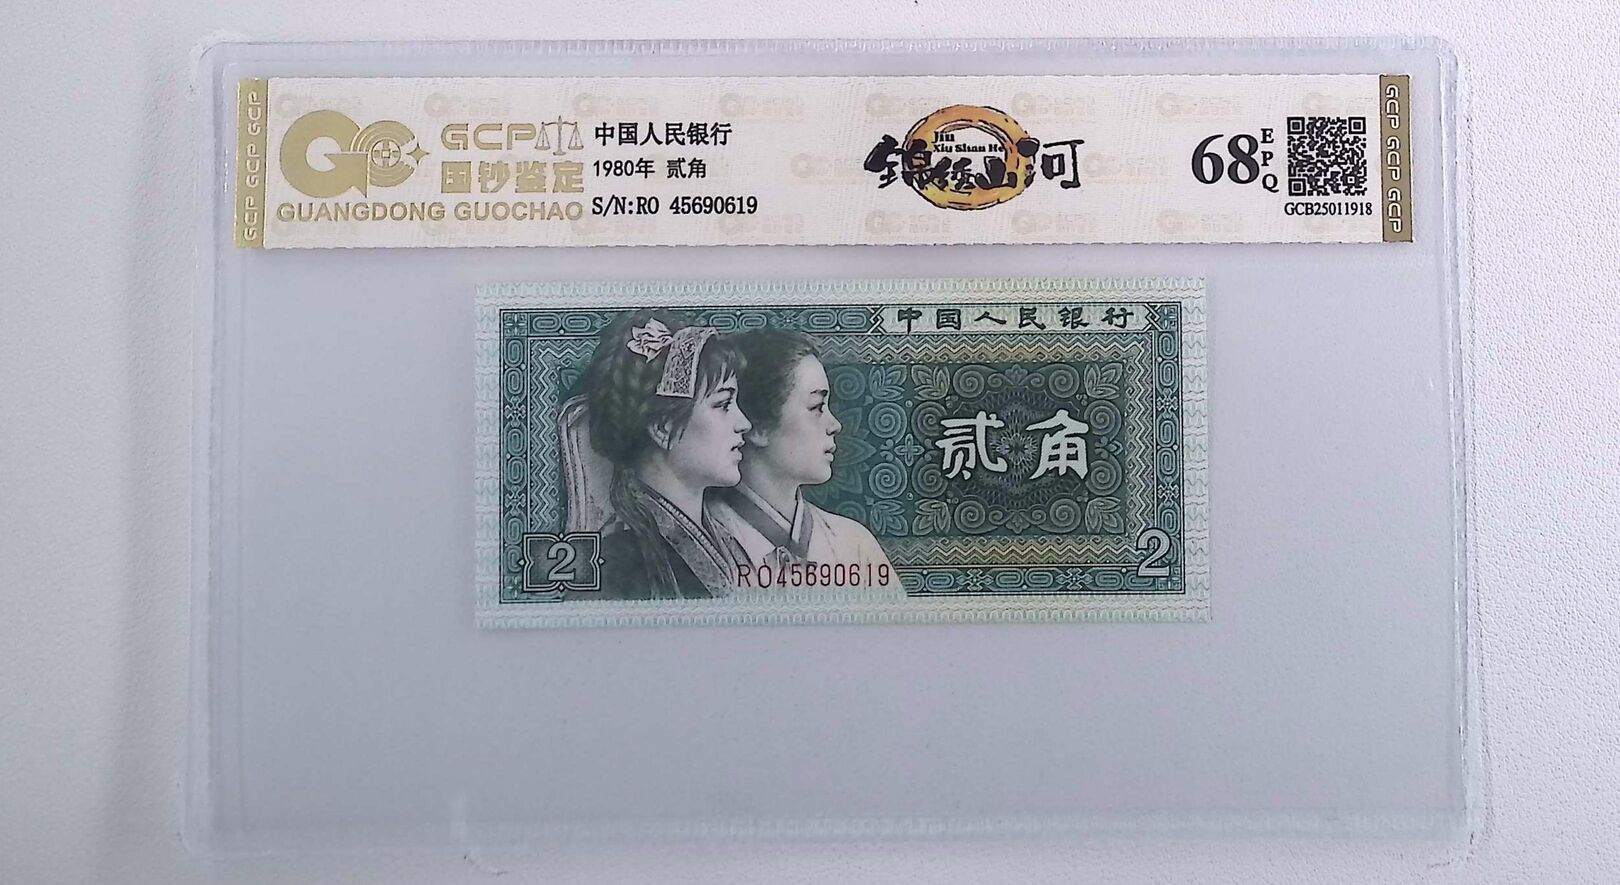 GCP GCP GCP
GCP
国钞鉴定
GUANGDONG GUOCHAO
中国人民银行
1980年 贰角
S/N:RO 45690619
Jin
Xiu Shan He
锦绣山河
68
EPQ
GCB25011918
GCP GCP GCP
中国人民银行
贰角
2
2
RO45690619